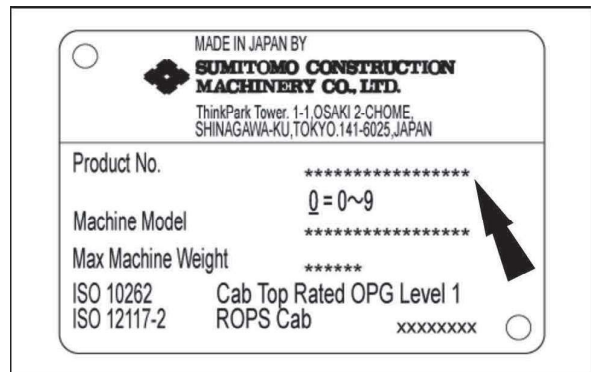 MADE IN JAPAN BY
SUMITOMO CONSTRUCTION
MACHINERY CO., LTD.
ThinkPark Tower. 1-1,OSAKI 2-CHOME,
SHINAGAWA-KU,TOKYO.141-6025,JAPAN
Product No. *****************
0 = 0～9
Machine Model *****************
Max Machine Weight ******
ISO 10262 Cab Top Rated OPG Level 1
ISO 12117-2 ROPS Cab xxxxxxxx